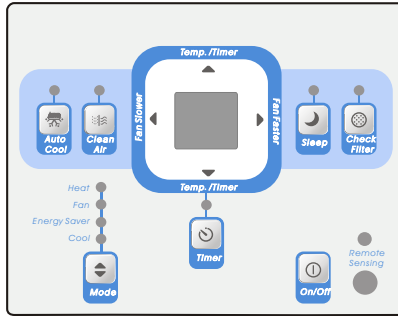 Temp./Timer
Fan Slower
Fan Faster
Auto
Cool
Clean
Air
Sleep
Check
Filter
Temp./Timer
Heat
Fan
Energy Saver
Cool
Mode
Timer
On/Off
Remote
Sensing